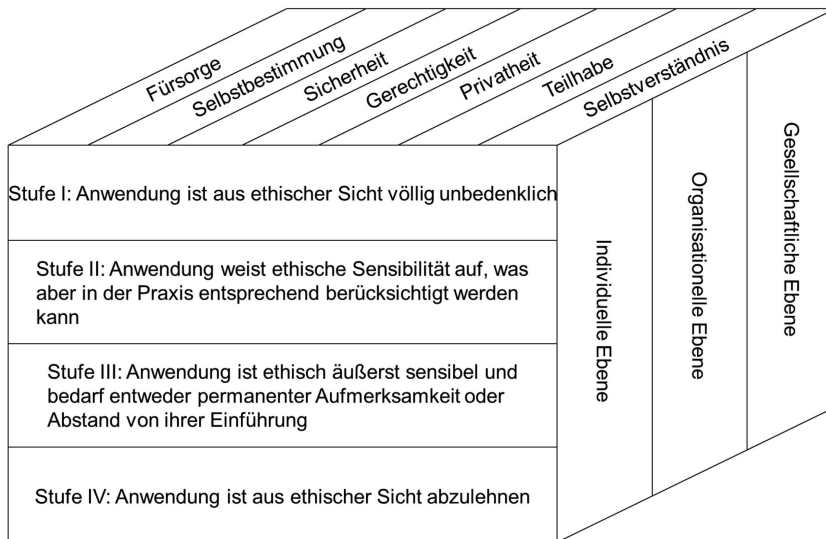 Fürsorge
Selbstbestimmung
Sicherheit
Gerechtigkeit
Privatheit
Teilhabe
Selbstverständnis
Stufe I: Anwendung ist aus ethischer Sicht völlig unbedenklich
Stufe II: Anwendung weist ethische Sensibilität auf, was
aber in der Praxis entsprechend berücksichtigt werden
kann
Stufe III: Anwendung ist ethisch äußerst sensibel und
bedarf entweder permanenter Aufmerksamkeit oder
Abstand von ihrer Einführung
Stufe IV: Anwendung ist aus ethischer Sicht abzulehnen
Individuelle Ebene
Organisationelle Ebene
Gesellschaftliche Ebene